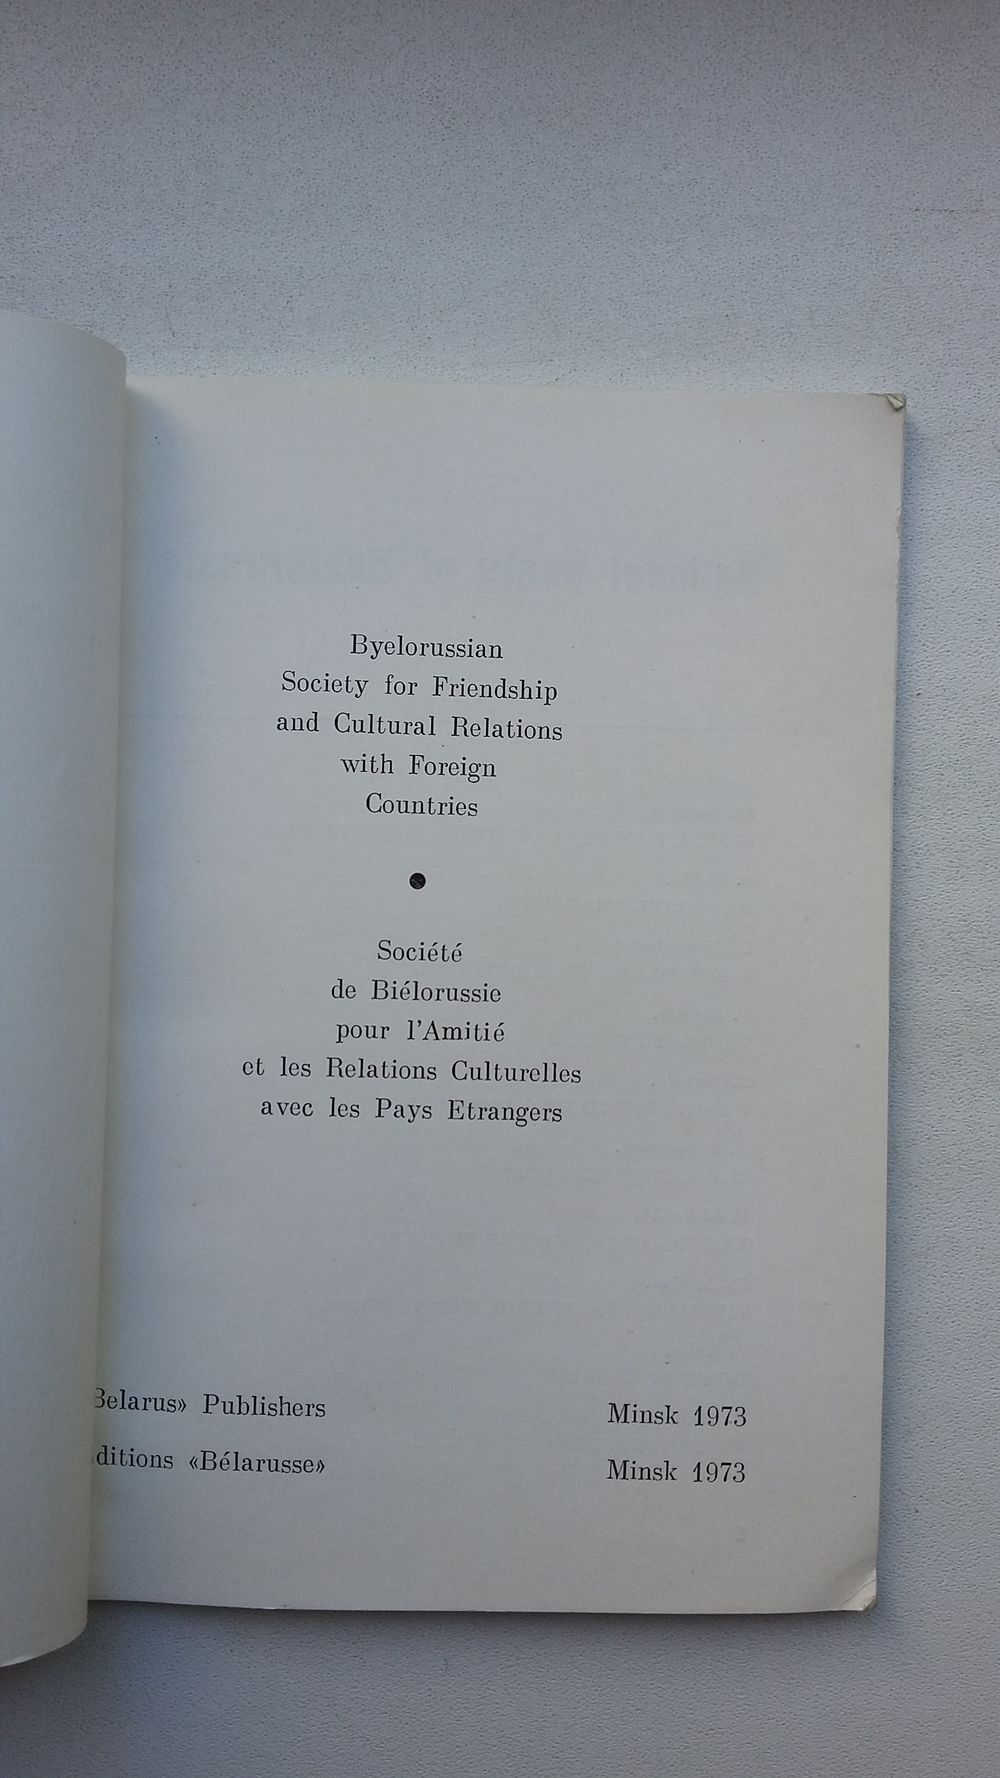 Byelorussian
Society for Friendship
and Cultural Relations
with Foreign
Countries
Société
de Biélorussie
pour l'Amitié
et les Relations Culturelles
avec les Pays Etrangers
Belarus» Publishers Minsk 1973
ditions «Bélarusse» Minsk 1973